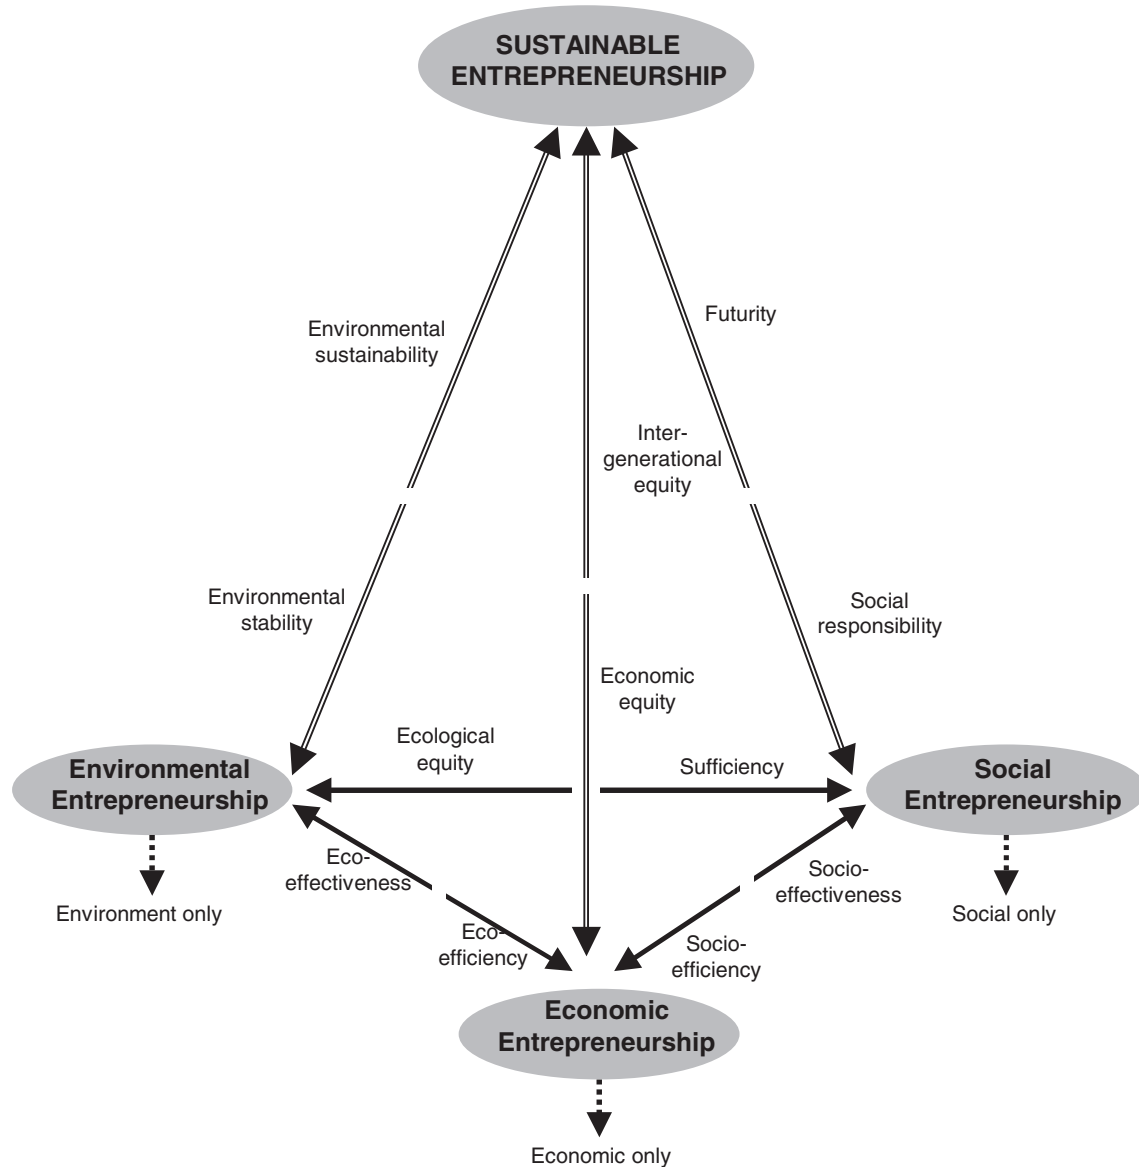 SUSTAINABLE
ENTREPRENEURSHIP
Futurity
Environmental
sustainability
Inter-
generational
equity
Environmental
stability
Social
responsibility
Economic
equity
Ecological
equity
Sufficiency
Environmental
Entrepreneurship
Social
Entrepreneurship
Eco-
effectiveness
Socio-
effectiveness
Environment only
Social only
Eco-
efficiency
Socio-
efficiency
Economic
Entrepreneurship
Economic only